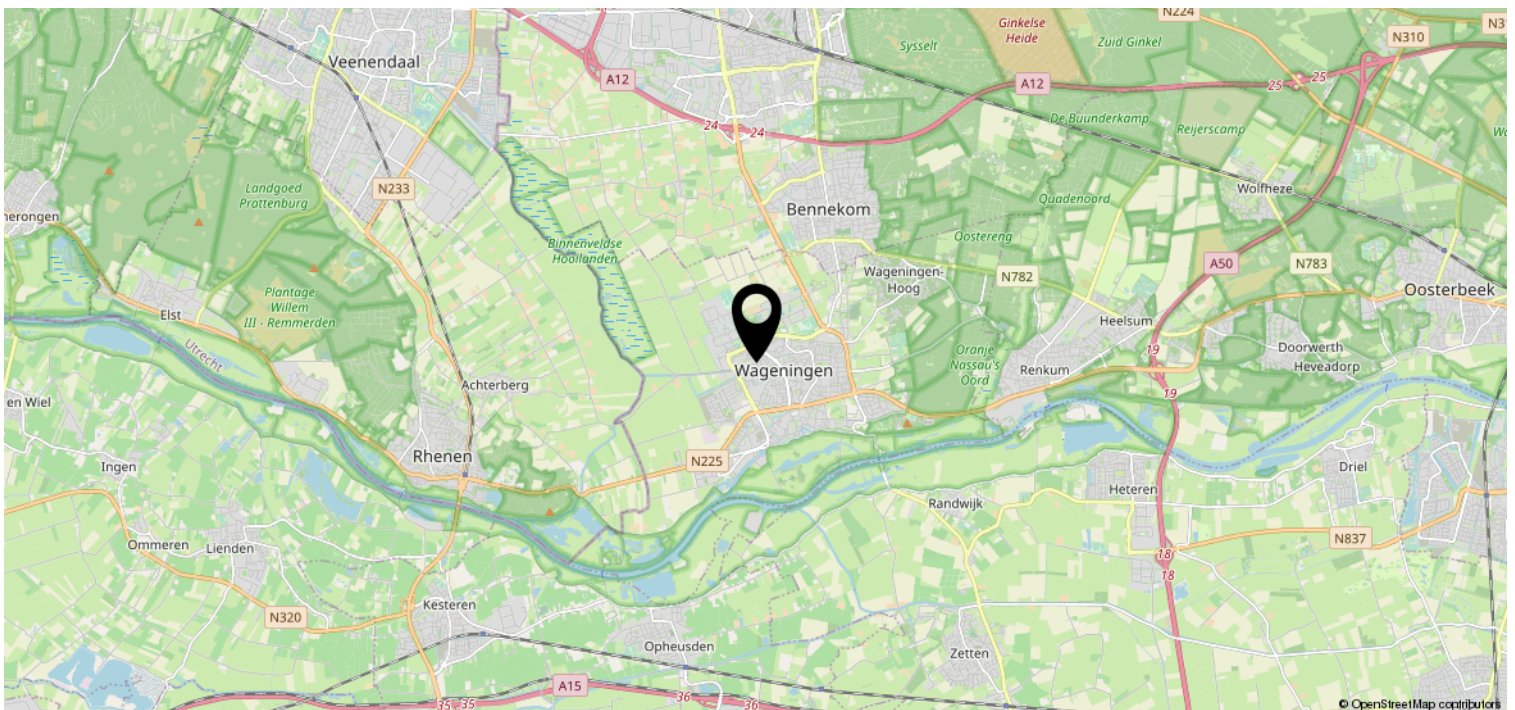 N224
Ginkelse
Heide
N310
Sysselt
Zuid Ginkel
Veenendaal
A12
A12
25
25
24
24
De Buunderkamp
Reijerscamp
N233
Landgoed
Prattenburg
Wolfheze
Quadenoord
Bennekom
Oostereng
Binnenveldse
Hooilanden
A50
N783
Wageningen-
Hoog
N782
Oosterbeek
Plantage
Willem
III - Remmerden
Elst
Heelsum
Utrecht
Oranje
Nassau's
Oord
19
Doorwerth
Heveadorp
Wageningen
Renkum
Achterberg
19
en Wiel
Rhenen
N225
Ingen
Driel
Heteren
Randwijk
Ommeren
Lienden
N837
18
18
Kesteren
N320
Opheusden
Zetten
A15
35
35
36
36
© OpenStreetMap contributors